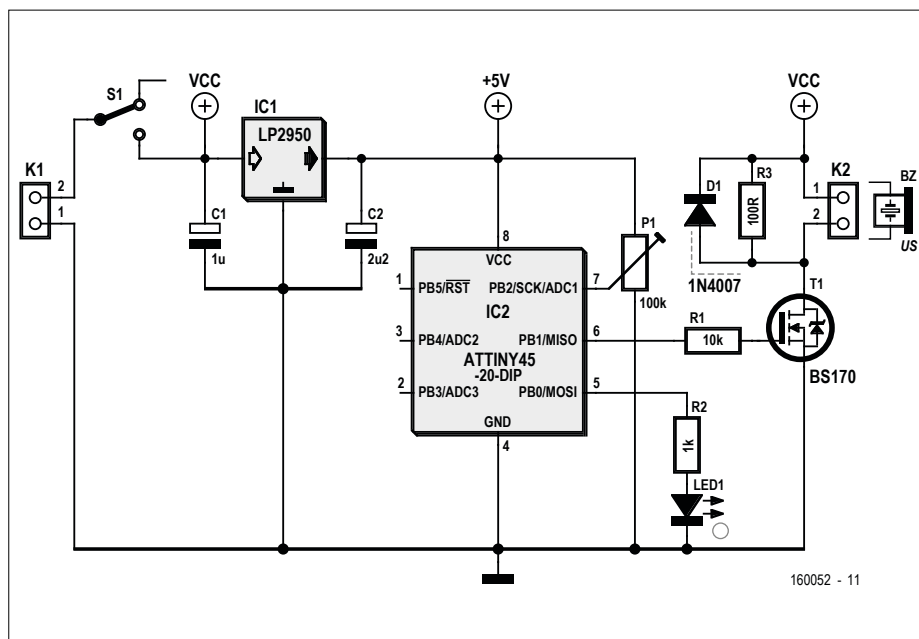 VCC
+5V
VCC
S1
IC1
LP2950
K1
2
1
C1
1u
C2
2u2
P1
100k
D1
1N4007
R3
100R
K2
1
2
BZ
US
T1
BS170
8
VCC
1
PB5/RST
PB2/SCK/ADC1
7
IC2
3
PB4/ADC2
PB1/MISO
6
ATTINY45
-20-DIP
2
PB3/ADC3
PB0/MOSI
5
GND
4
R1
10k
R2
1k
LED1
160052 - 11